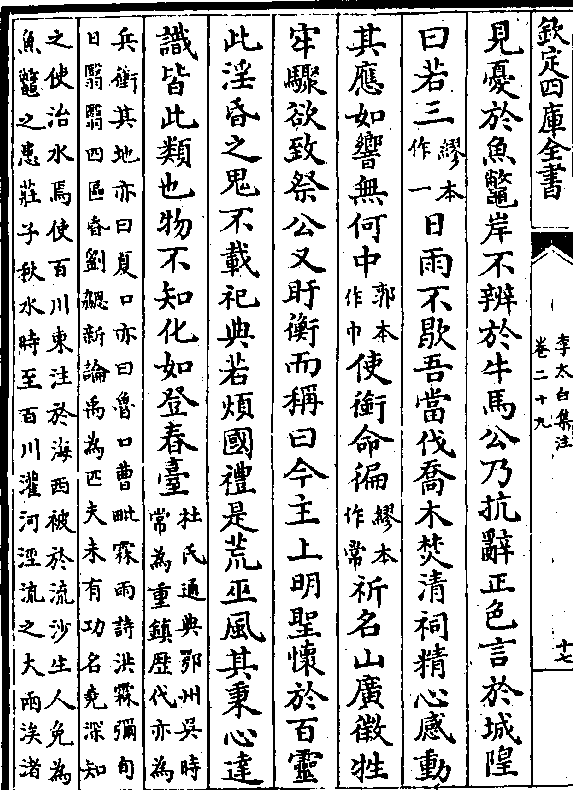 欽定四庫全書
李太白集注
卷二十九
十七
見憂於魚鼈岸不辨於牛馬公乃抗辭正色言於城隍
曰若三繆本作一日雨不歇吾當伐喬木焚清祠精心感動
其應如響無何中郭本作巾使銜命徧繆本作常祈名山廣徵牲
牢驟欲致祭公又盱衡而稱曰今主上明聖懷於百靈
此淫昏之鬼不載祀典若煩國禮是荒巫風其秉心達
識皆此類也物不知化如登春臺杜氏通典鄂州吳時常為重鎮歴代亦為
兵衝其地亦曰夏口亦曰魯口曹毗霖雨詩洪霖彌旬
日翳翳四區昏劉勰新論禹為匹夫未有功名堯深知
之使治水焉使百川東注於海西被於流沙生人免為
魚鼈之患莊子秋水時至百川灌河涇流之大兩涘渚